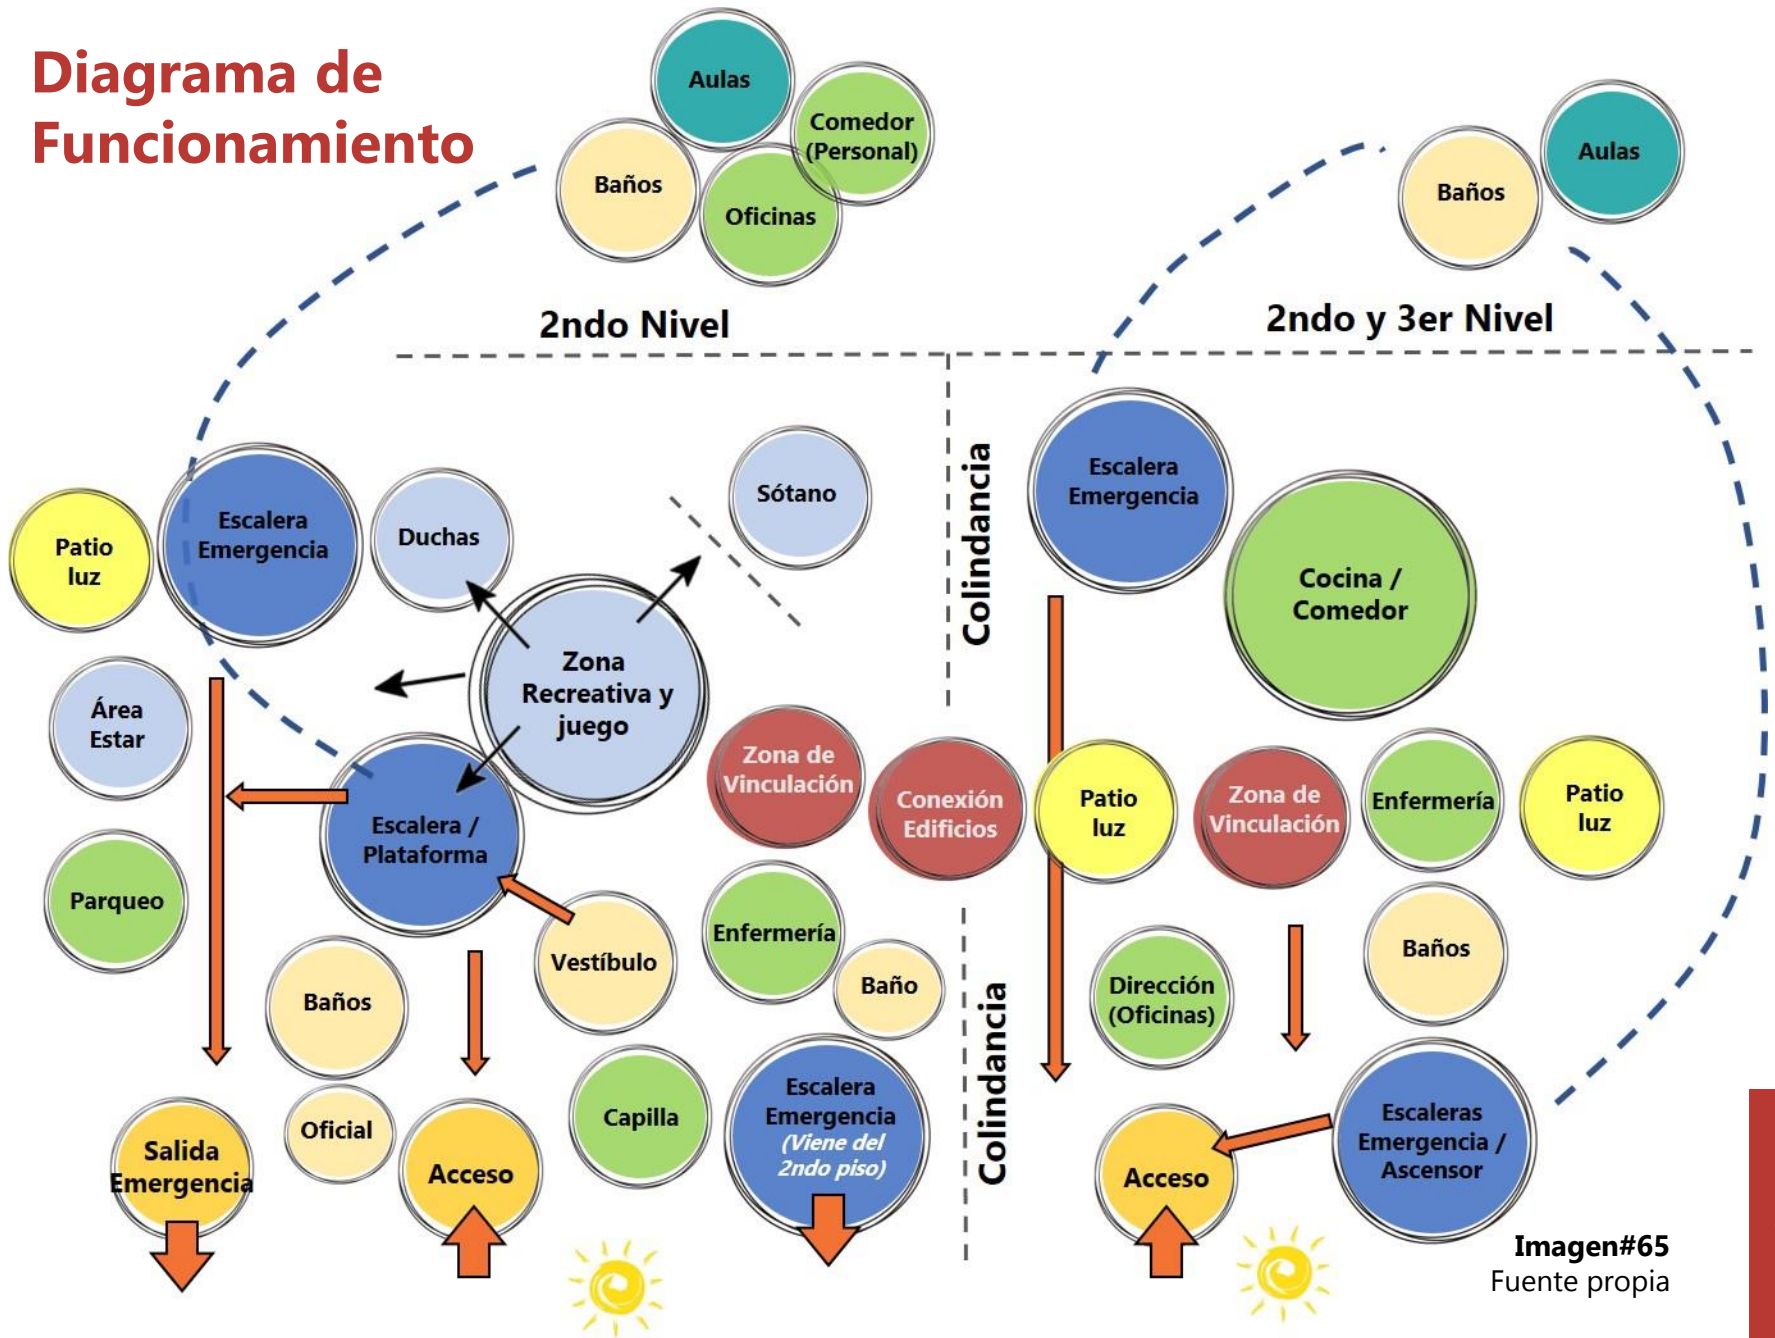 Diagrama de
Funcionamiento
Aulas
Comedor
(Personal)
Baños
Oficinas
Aulas
Baños
2ndo Nivel
2ndo y 3er Nivel
Patio
luz
Escalera
Emergencia
Duchas
Sótano
Zona
Recreativa y
juego
Área
Estar
Parqueo
Escalera /
Plataforma
Zona de
Vinculación
Conexión
Edificios
Vestíbulo
Enfermería
Baño
Baños
Oficial
Capilla
Escalera
Emergencia
(Viene del
2ndo piso)
Salida
Emergencia
Acceso
Colindancia
Colindancia
Escalera
Emergencia
Cocina /
Comedor
Patio
luz
Zona de
Vinculación
Enfermería
Patio
luz
Baños
Dirección
(Oficinas)
Escaleras
Emergencia /
Ascensor
Acceso
Imagen#65
Fuente propia